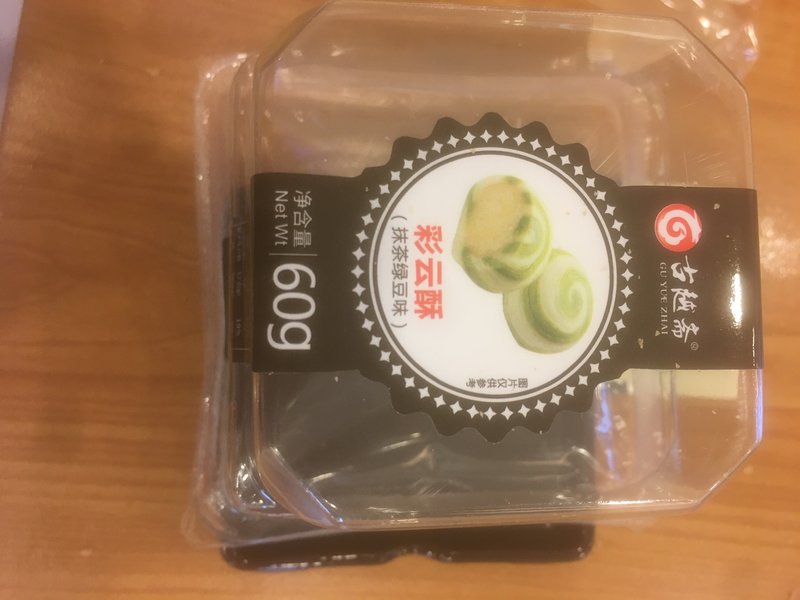 古越斋®
GU YUE ZHAI
彩云酥
（抹茶绿豆味）
图片仅供参考
净含量
Net Wt
60g